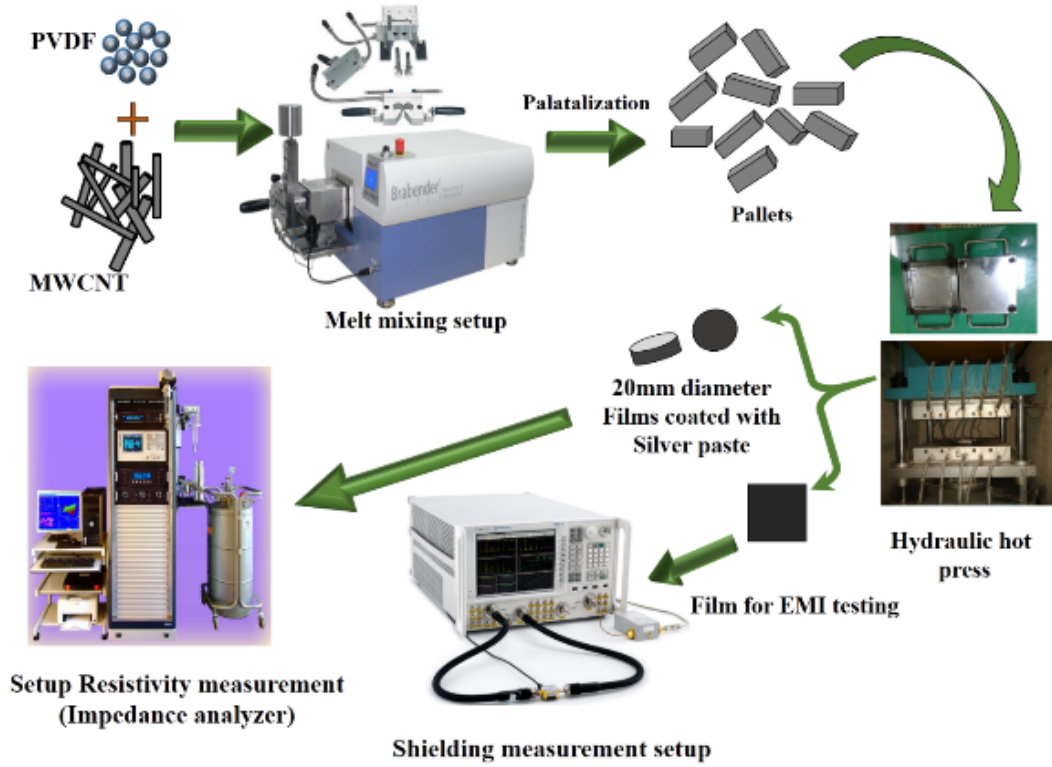 PVDF
MWCNT
Brabender
Melt mixing setup
Palatalization
Pallets
20mm diameter
Films coated with
Silver paste
Hydraulic hot
press
Film for EMI testing
Setup Resistivity measurement
(Impedance analyzer)
Shielding measurement setup